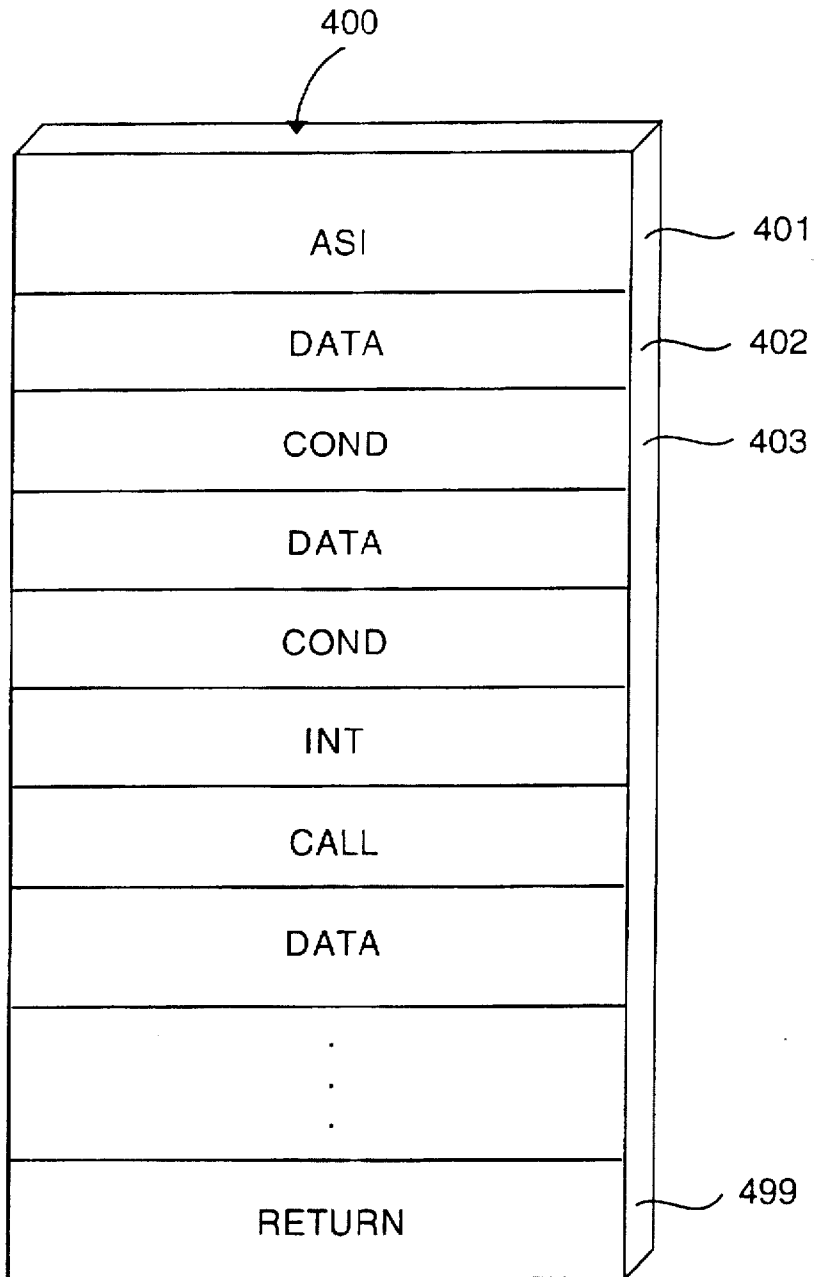 400
ASI
401
DATA
402
COND
403
DATA
COND
INT
CALL
DATA
.
.
.
RETURN
499